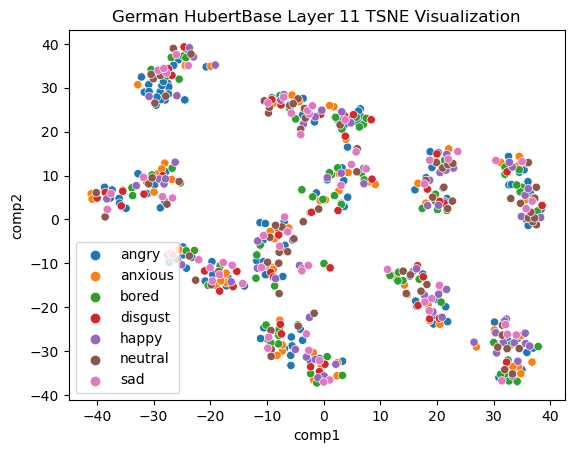 German HubertBase Layer 11 TSNE Visualization
comp2
40
30
20
10
0
−10
−20
−30
−40
angry
anxious
bored
disgust
happy
neutral
sad
−40 −30 −20 −10 0 10 20 30 40
comp1